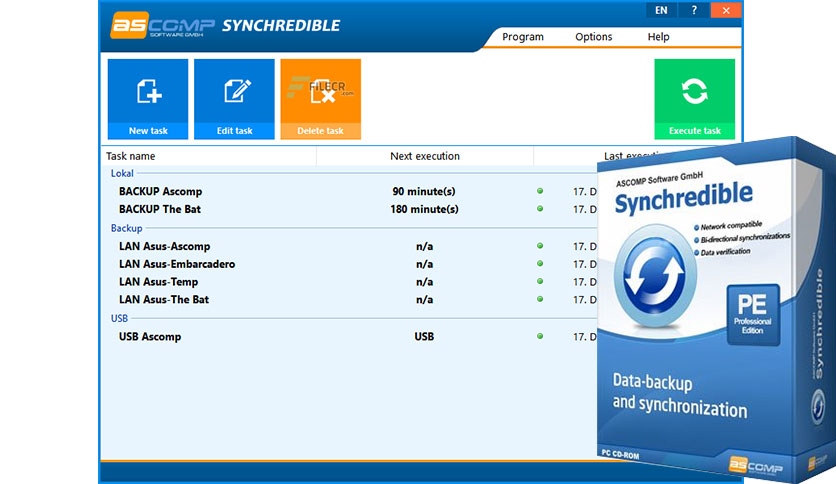 ascomp SOFTWARE GMBH SYNCHREDIBLE
EN ? ×
Program Options Help
FILECR .com
New task Edit task Delete task Execute task
Task name Next execution Last
Lokal
BACKUP Ascomp 90 minute(s) 17. D
BACKUP The Bat 180 minute(s) 17. D
Backup
LAN Asus-Ascomp n/a 17. D
LAN Asus-Embarcadero n/a 17. D
LAN Asus-Temp n/a 17. D
LAN Asus-The Bat n/a 17. D
USB
USB Ascomp USB 17. D
ASCOMP Software GmbH
Synchredible
Network compatible
Bi-directional synchronizations
Data verification
PE
Professional
Edition
Data-backup
and synchronization
PC CD-ROM
ascomp
Synchredible
ascomp